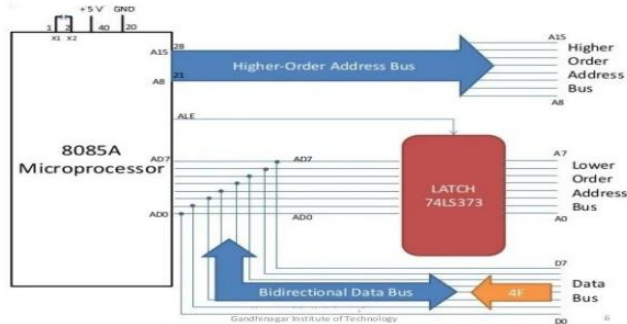 +5 V GND
1 2 40 20
X1 X2
A15 28
A8 21
Higher-Order Address Bus
A15
Higher
Order
Address
Bus
A8
ALE
8085A
Microprocessor
AD7
AD0
AD7
AD0
LATCH
74LS373
A7
Lower
Order
Address
Bus
A0
Bidirectional Data Bus
4F
D7
Data
Bus
D0
Gandhinagar Institute of Technology
6